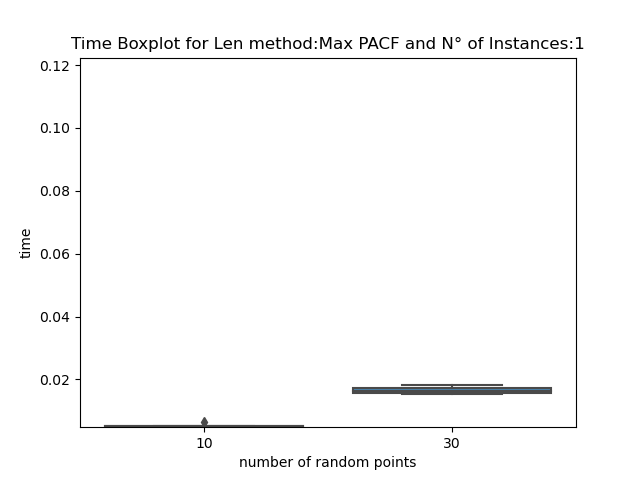 Time Boxplot for Len method:Max PACF and N° of Instances:1
0.12
0.10
0.08
0.06
0.04
0.02
time
10 30
number of random points